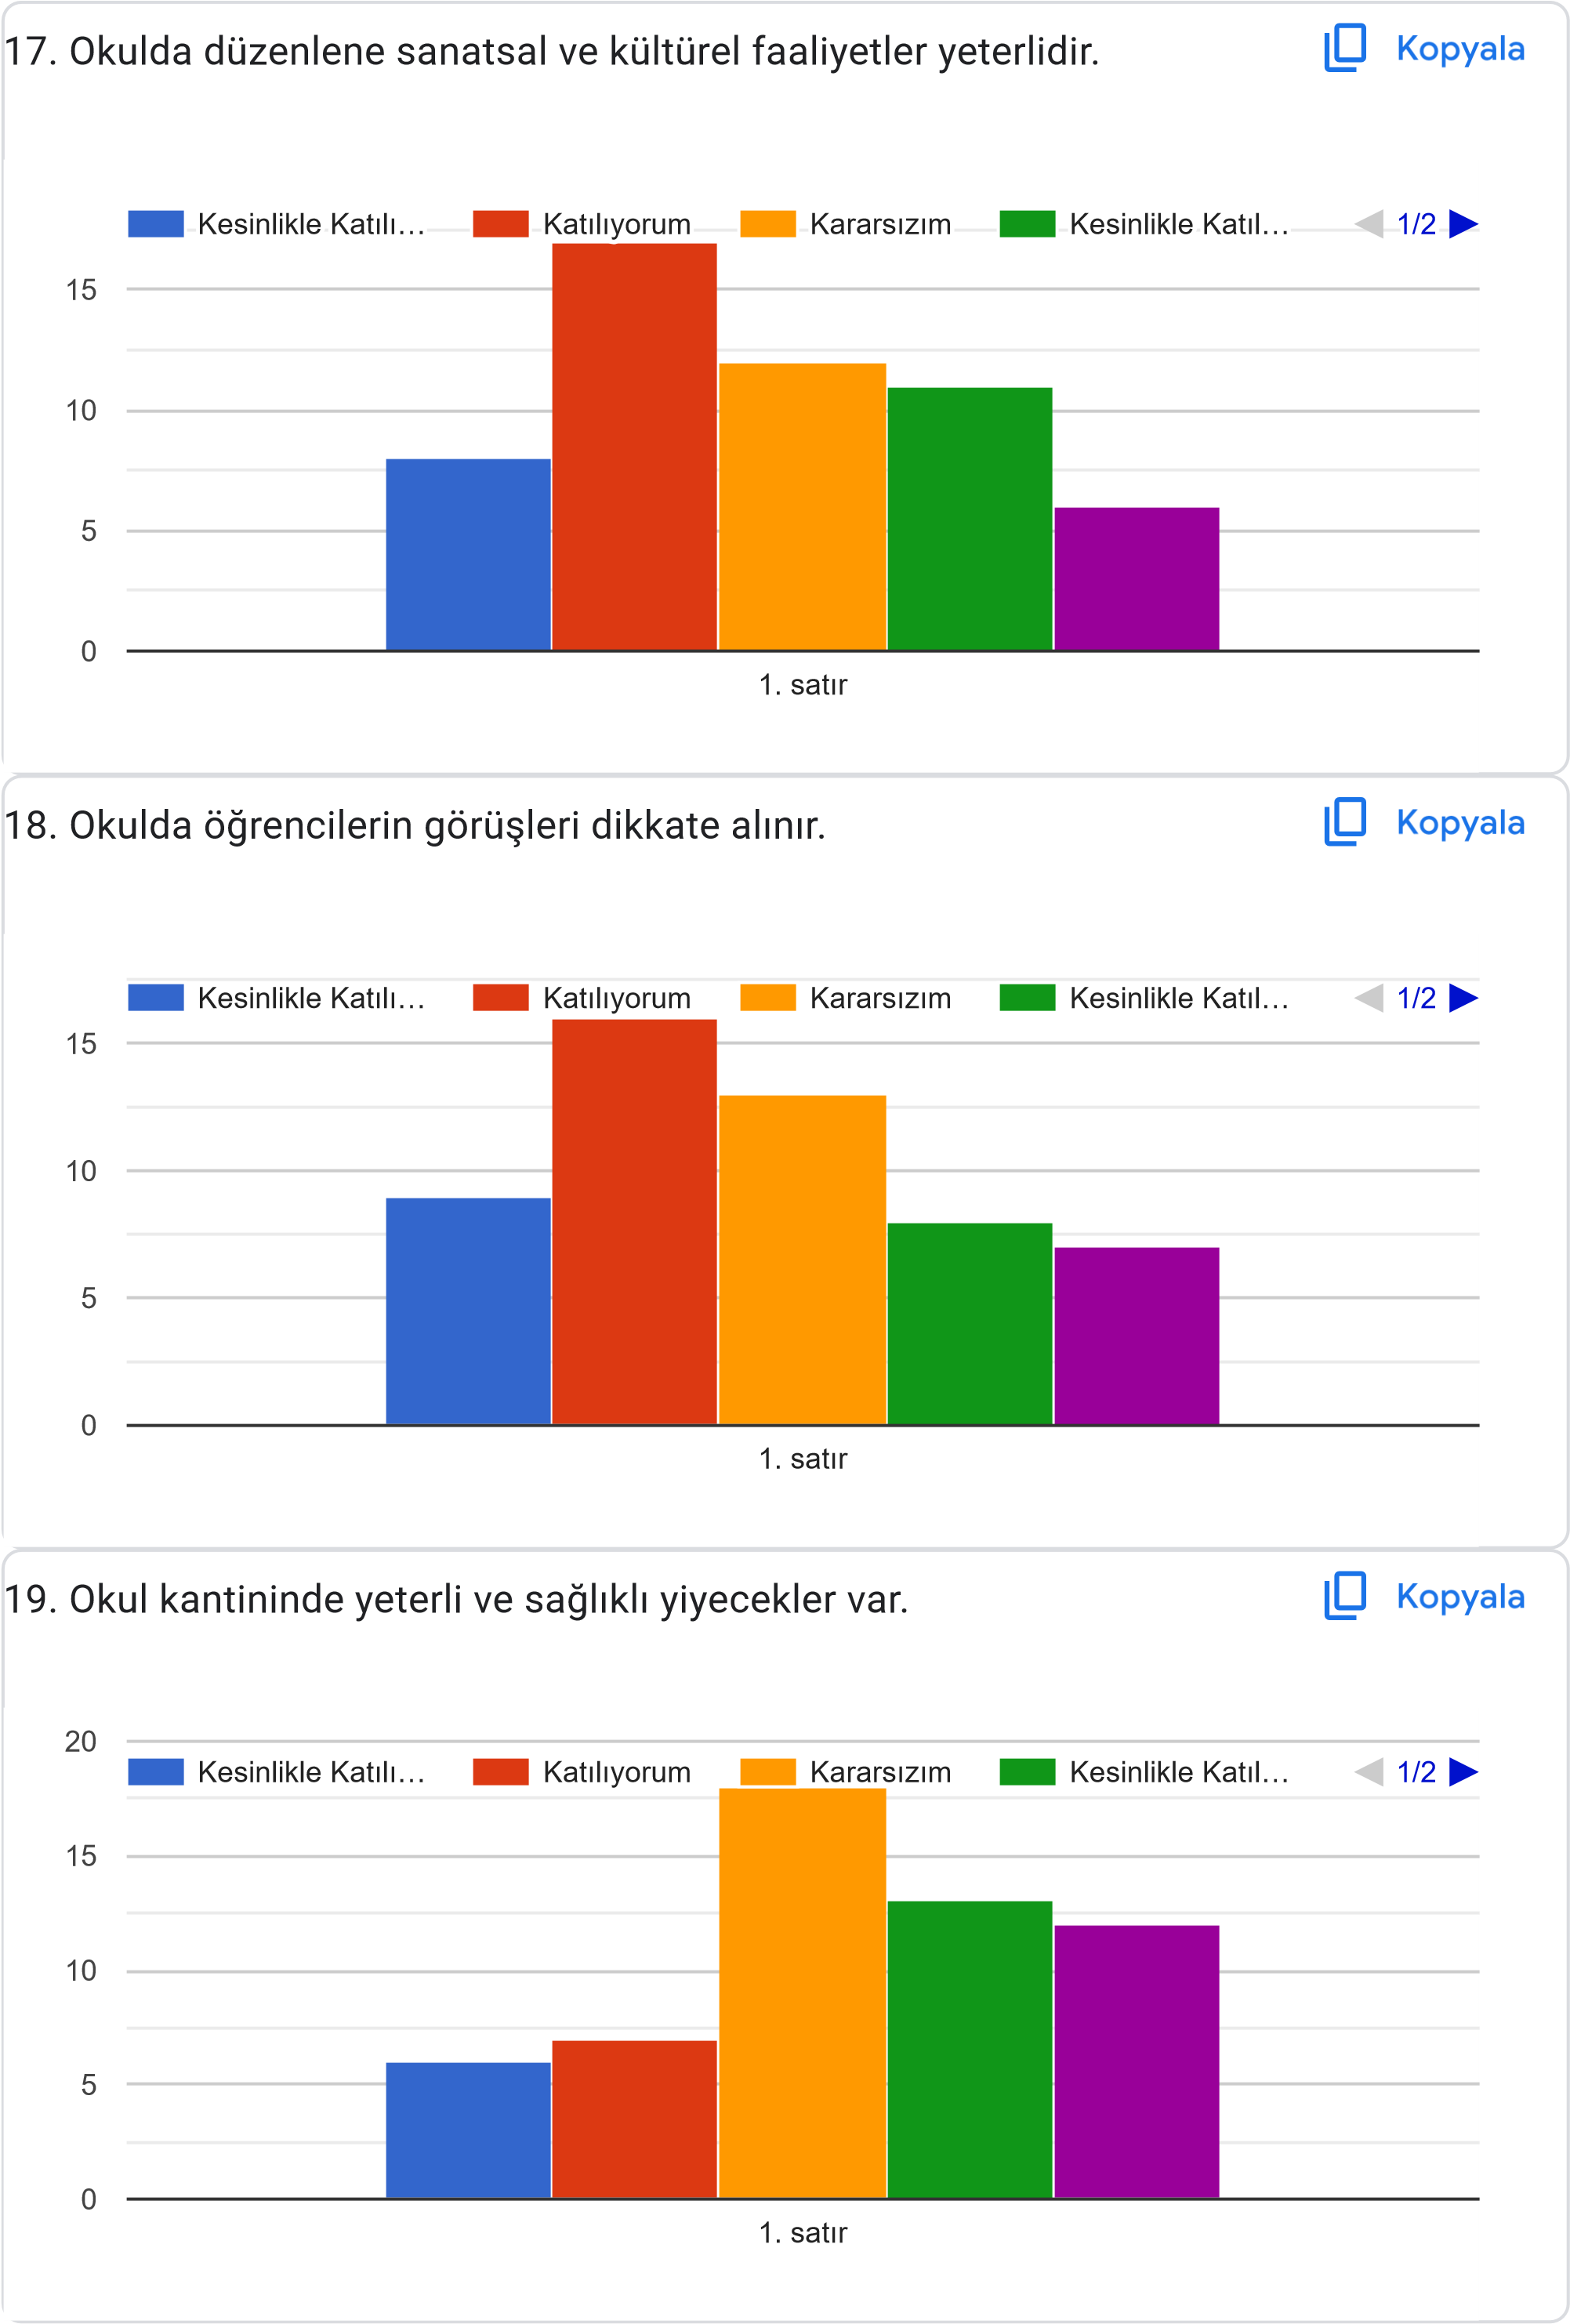 17. Okulda düzenlene sanatsal ve kültürel faaliyetler yeterlidir.
Kopyala
Kesinlikle Katılı… Katılıyorum Kararsızım Kesinlikle Katıl… 1/2
15
10
5
0
1. satır
18. Okulda öğrencilerin görüşleri dikkate alınır.
Kopyala
Kesinlikle Katılı… Katılıyorum Kararsızım Kesinlikle Katıl… 1/2
15
10
5
0
1. satır
19. Okul kantininde yeterli ve sağlıklı yiyecekler var.
Kopyala
20
Kesinlikle Katılı… Katılıyorum Kararsızım Kesinlikle Katıl… 1/2
15
10
5
0
1. satır